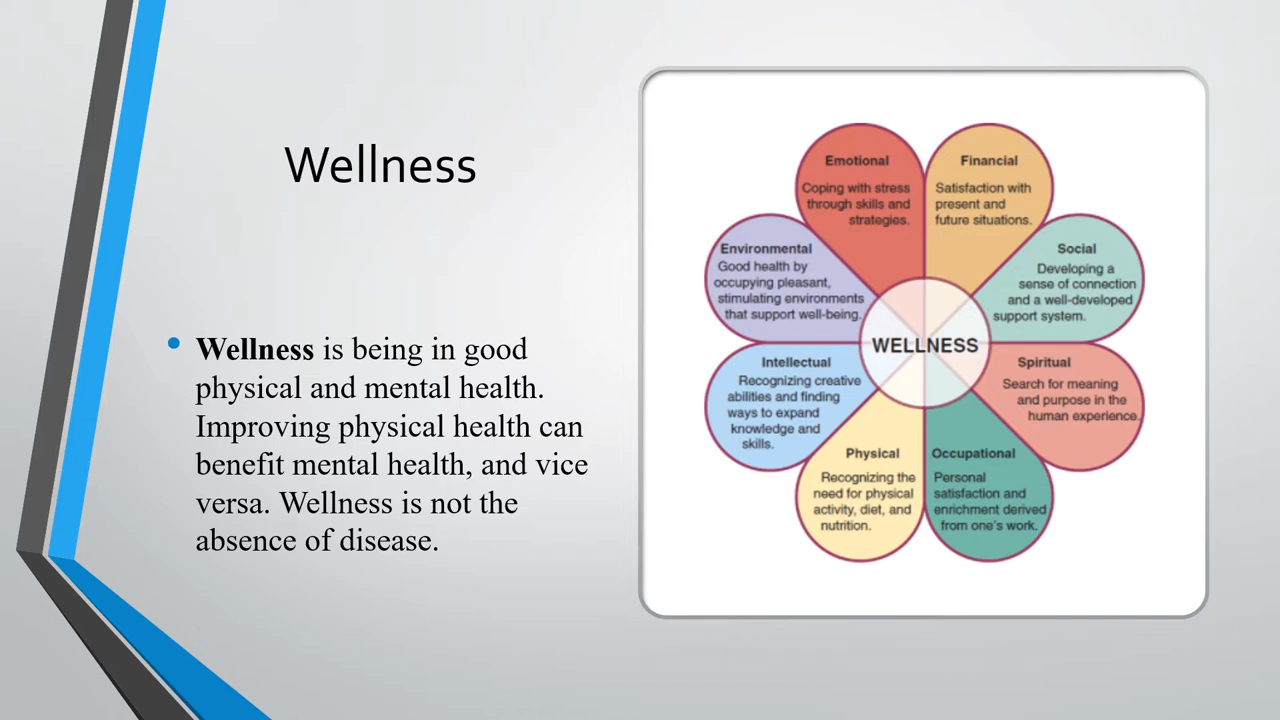 Wellness
Wellness is being in good
physical and mental health.
Improving physical health can
benefit mental health, and vice
versa. Wellness is not the
absence of disease.
Emotional
Coping with stress
through skills and
strategies.
Financial
Satisfaction with
present and
future situations.
Environmental
Good health by
occupying pleasant,
stimulating environments
that support well-being.
Social
Developing a
sense of connection
and a well-developed
support system.
WELLNESS
Intellectual
Recognizing creative
abilities and finding
ways to expand
knowledge and
skills.
Spiritual
Search for meaning
and purpose in the
human experience.
Physical
Recognizing the
need for physical
activity, diet, and
nutrition.
Occupational
Personal
satisfaction and
enrichment derived
from one's work.